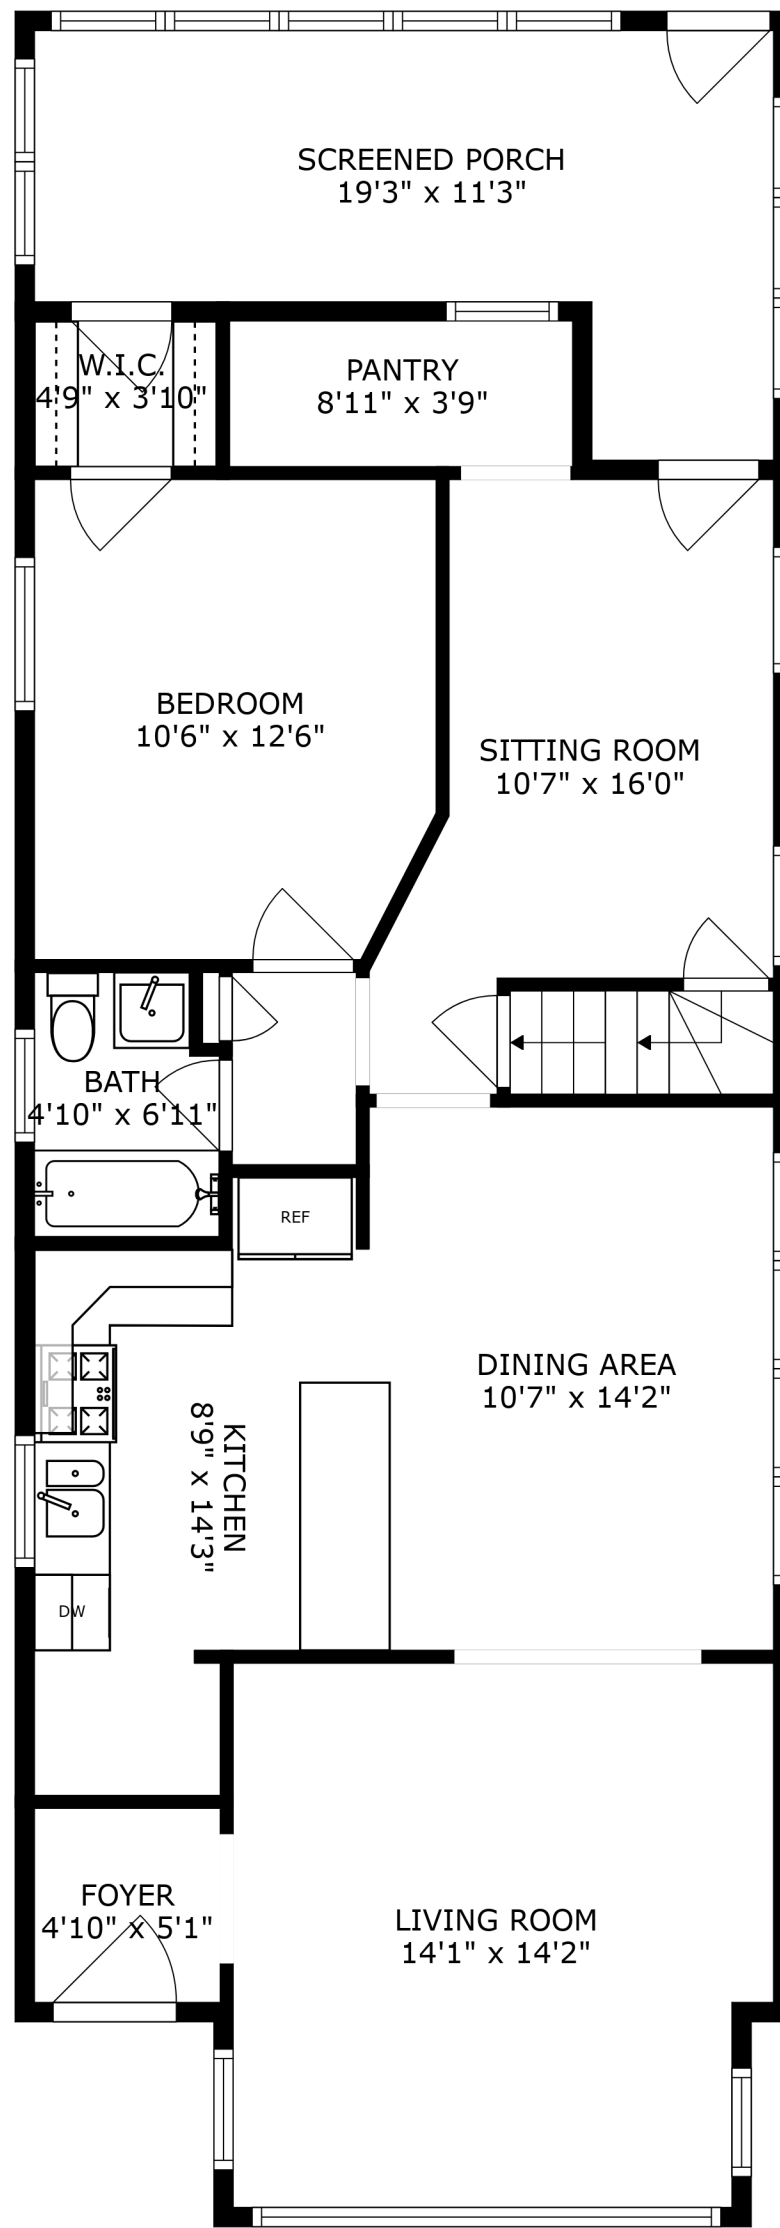 SCREENED PORCH
19'3" x 11'3"
W.I.C.
4'9" x 3'10"
PANTRY
8'11" x 3'9"
BEDROOM
10'6" x 12'6"
SITTING ROOM
10'7" x 16'0"
BATH
4'10" x 6'11"
REF
DINING AREA
10'7" x 14'2"
KITCHEN
8'9" x 14'3"
DW
FOYER
4'10" x 5'1"
LIVING ROOM
14'1" x 14'2"